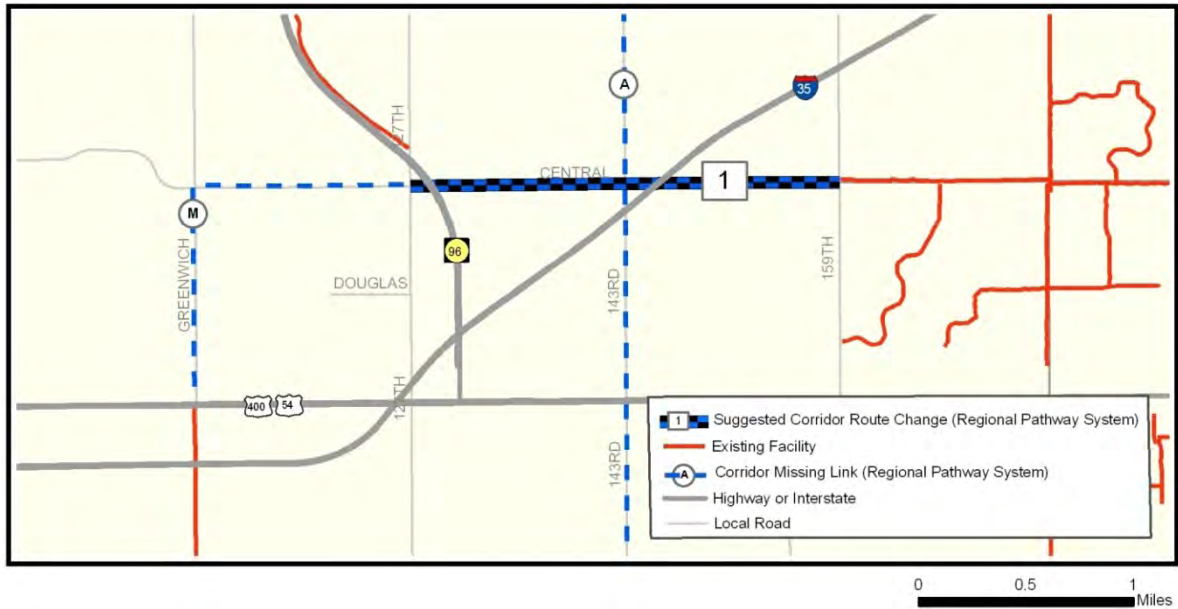 A
35
27TH
CENTRAL
1
M
96
159TH
GREENWICH
DOUGLAS
143RD
400 54
143RD
1 Suggested Corridor Route Change (Regional Pathway System)
Existing Facility
A Corridor Missing Link (Regional Pathway System)
Highway or Interstate
Local Road
0 0.5 1
Miles